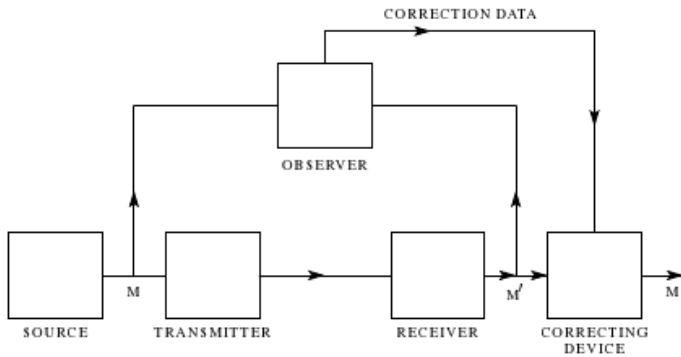 CORRECTION DATA
OBSERVER
M
M′
M
SOURCE
TRANSMITTER
RECEIVER
CORRECTING
DEVICE